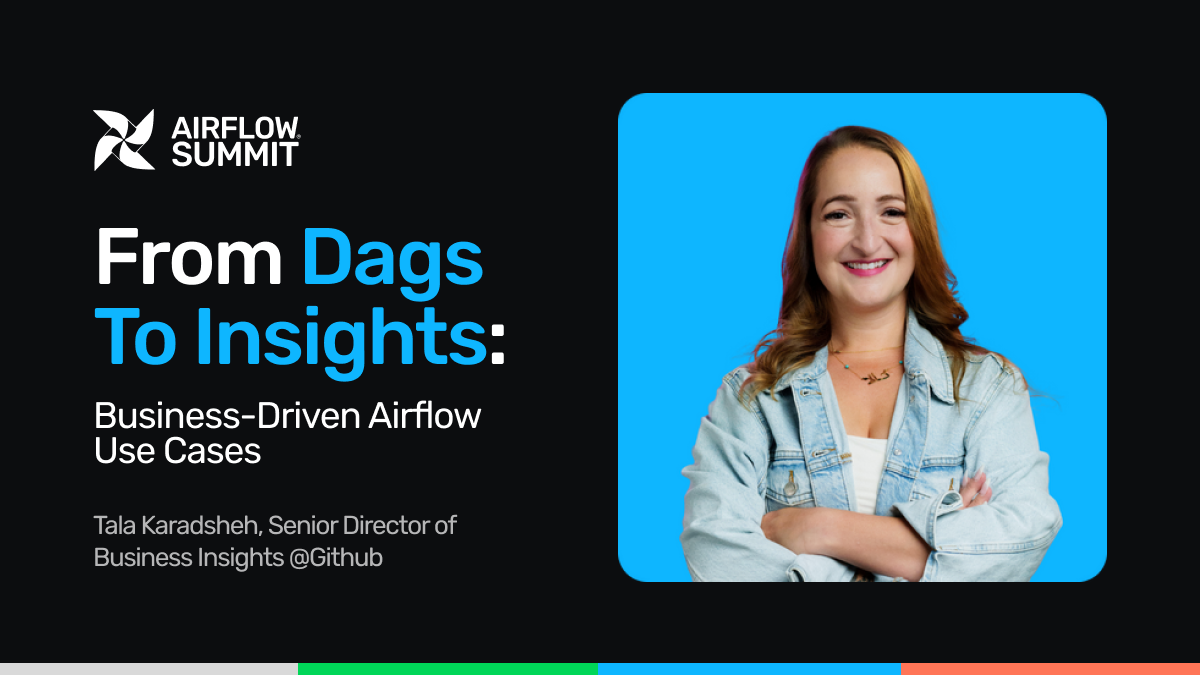 AIRFLOW
SUMMIT
From Dags
To Insights:
Business-Driven Airflow
Use Cases
Tala Karadsheh, Senior Director of
Business Insights @Github